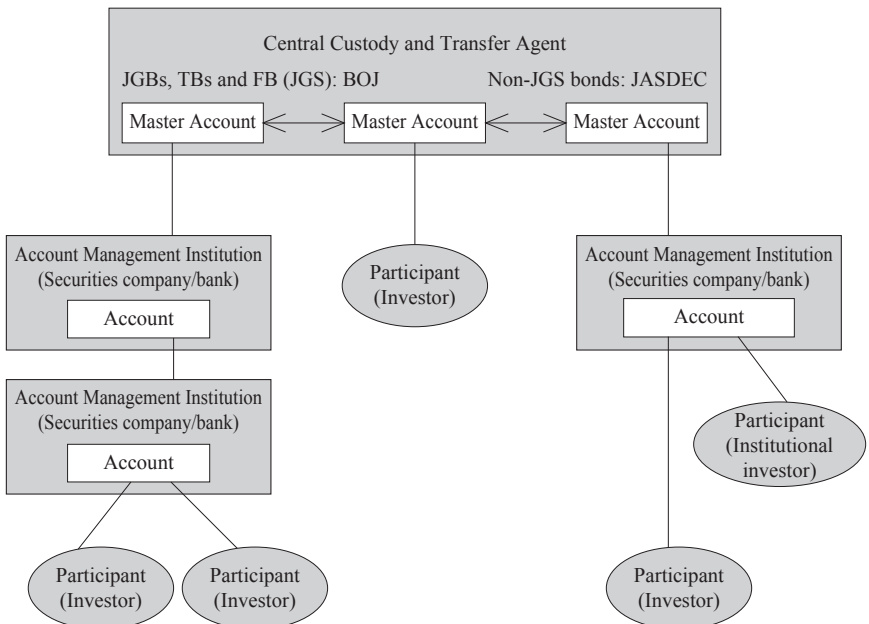 Central Custody and Transfer Agent
JGBs, TBs and FB (JGS): BOJ
Non-JGS bonds: JASDEC
Master Account
Master Account
Master Account
Account Management Institution
(Securities company/bank)
Account
Participant
(Investor)
Account Management Institution
(Securities company/bank)
Account
Account Management Institution
(Securities company/bank)
Account
Participant
(Institutional
investor)
Participant
(Investor)
Participant
(Investor)
Participant
(Investor)